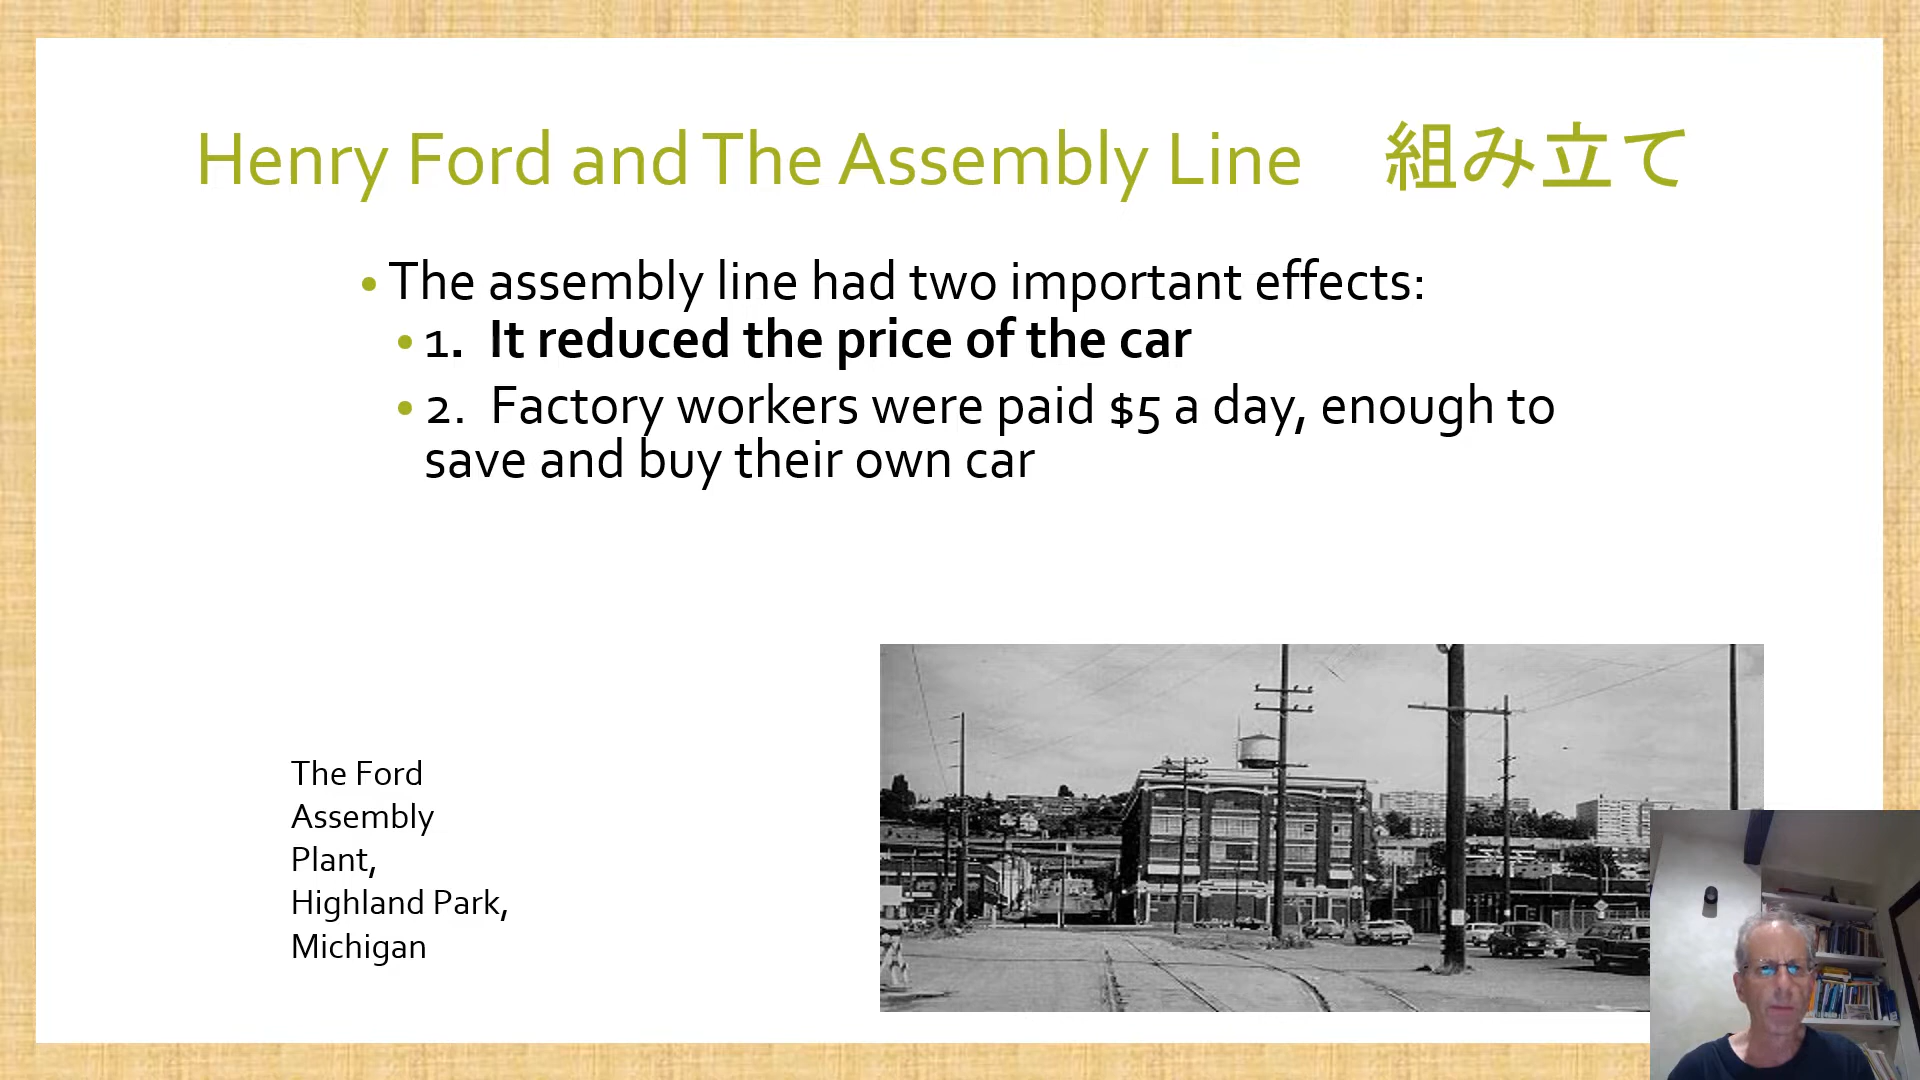 Henry Ford and The Assembly Line 組み立て
• The assembly line had two important effects:
• 1. It reduced the price of the car
• 2. Factory workers were paid $5 a day, enough to
save and buy their own car
The Ford
Assembly
Plant,
Highland Park,
Michigan